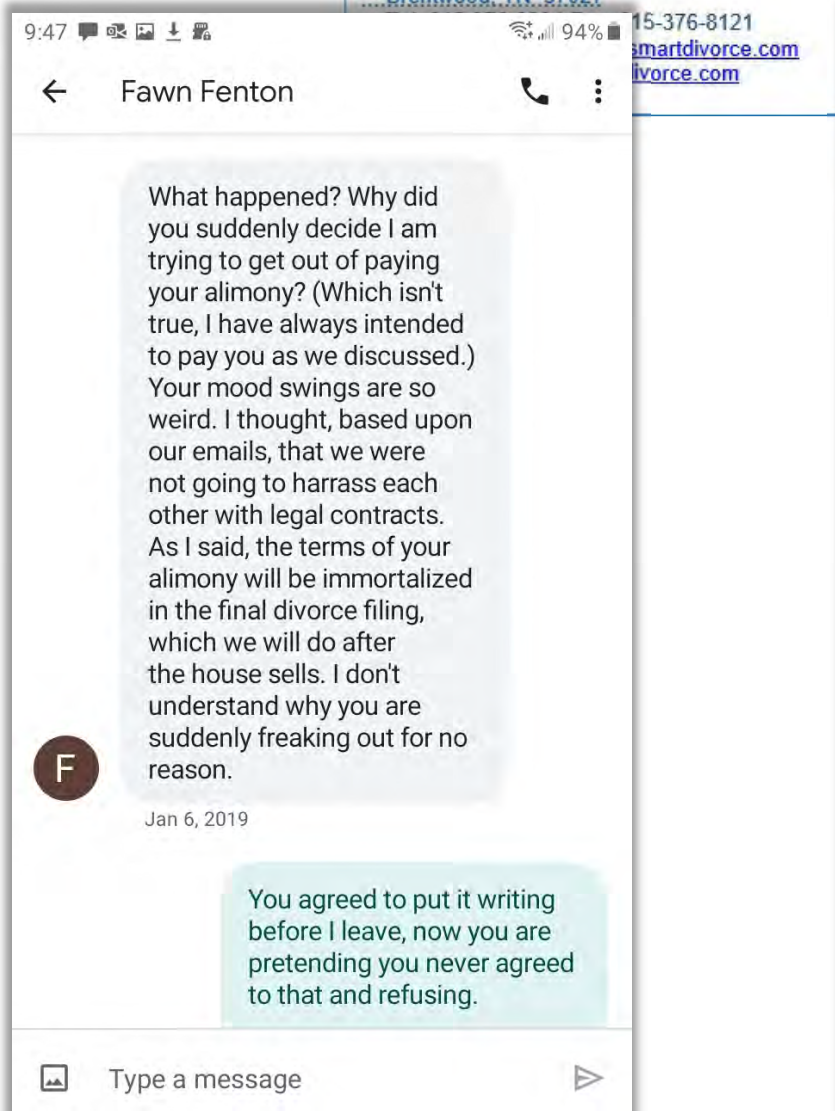 15-376-8121
smartdivorce.com
ivorce.com
9:47
94%
Fawn Fenton
What happened? Why did
you suddenly decide I am
trying to get out of paying
your alimony? (Which isn't
true, I have always intended
to pay you as we discussed.)
Your mood swings are so
weird. I thought, based upon
our emails, that we were
not going to harrass each
other with legal contracts.
As I said, the terms of your
alimony will be immortalized
in the final divorce filing,
which we will do after
the house sells. I don't
understand why you are
suddenly freaking out for no
reason.
F
Jan 6, 2019
You agreed to put it writing
before I leave, now you are
pretending you never agreed
to that and refusing.
Type a message